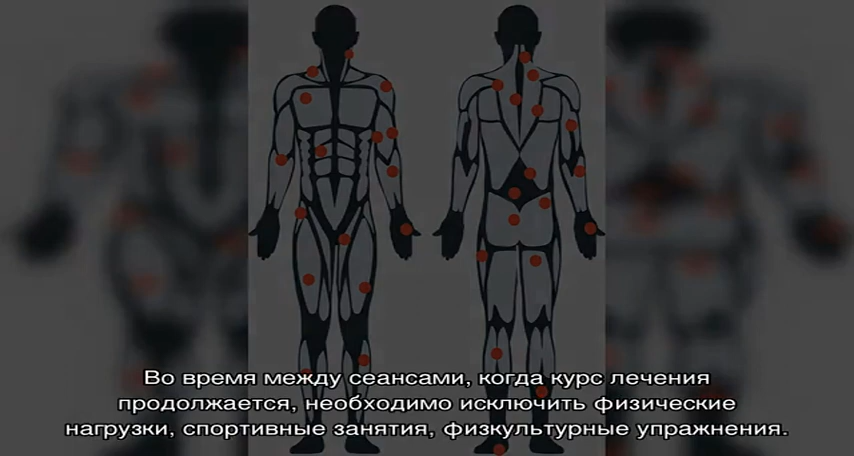 Во время между сеансами, когда курс лечения
продолжается, необходимо исключить физические
нагрузки, спортивные занятия, физкультурные упражнения.